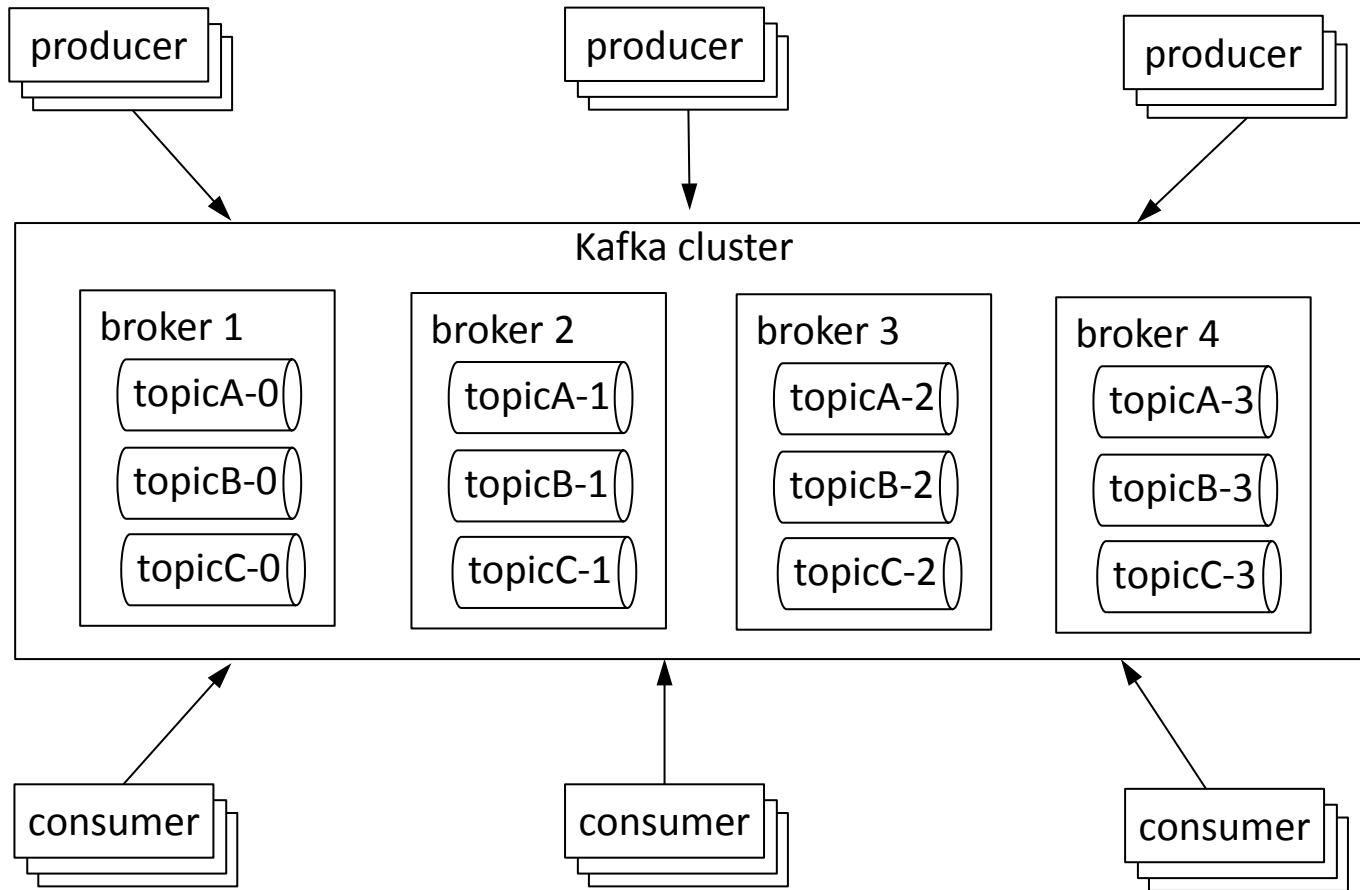 producer
producer
producer
Kafka cluster
broker 1
topicA-0
topicB-0
topicC-0
broker 2
topicA-1
topicB-1
topicC-1
broker 3
topicA-2
topicB-2
topicC-2
broker 4
topicA-3
topicB-3
topicC-3
consumer
consumer
consumer